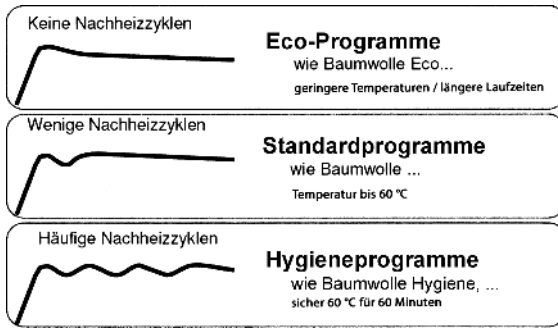 Keine Nachheizzyklen
Eco-Programme
wie Baumwolle Eco...
geringere Temperaturen / längere Laufzeiten
Wenige Nachheizzyklen
Standardprogramme
wie Baumwolle ...
Temperatur bis 60 °C
Häufige Nachheizzyklen
Hygieneprogramme
wie Baumwolle Hygiene, ...
sicher 60 °C für 60 Minuten